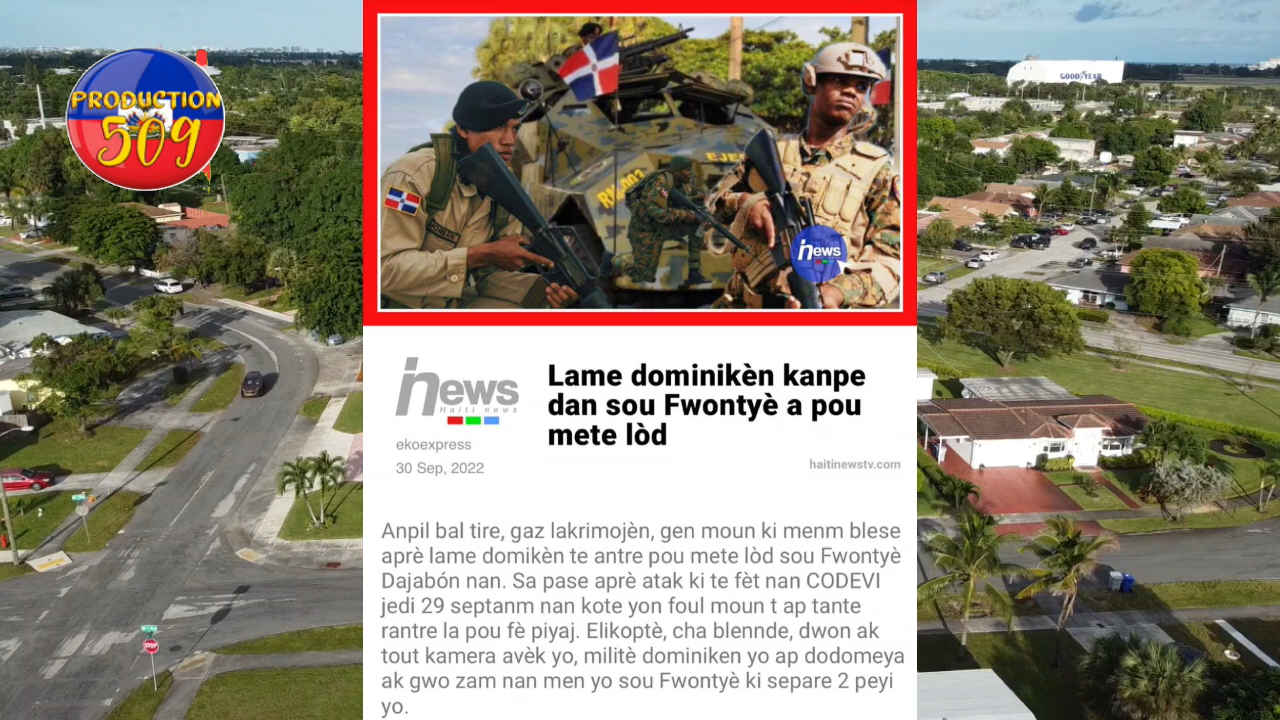 PRODUCTION
509
GOODYEAR
EJER
inews
inews
Haiti news
ekoexpress
30 Sep, 2022
Lame dominikèn kanpe
dan sou Fwontyè a pou
mete lòd
haitinewstv.com
Anpil bal tire, gaz lakrimojèn, gen moun ki menm blese
aprè lame domikèn te antre pou mete lòd sou Fwontyè
Dajabón nan. Sa pase aprè atak ki te fèt nan CODEVI
jedi 29 septanm nan kote yon foul moun t ap tante
rantre la pou fè piyaj. Elikoptè, cha blennde, dwon ak
tout kamera avèk yo, militè dominiken yo ap dodomeya
ak gwo zam nan men yo sou Fwontyè ki separe 2 peyi
yo.